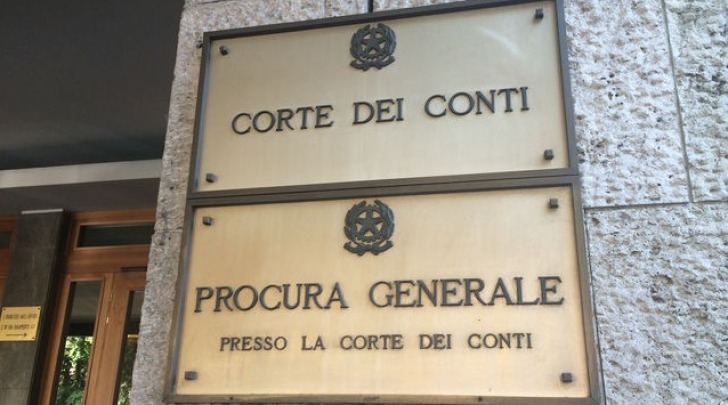 CORTE DEI CONTI
PROCURA GENERALE
PRESSO LA CORTE DEI CONTI